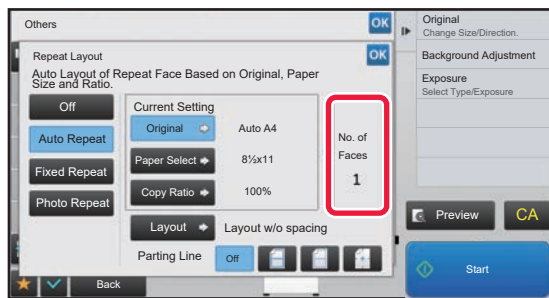 Others
OK
Repeat Layout
OK
Auto Layout of Repeat Face Based on Original, Paper
Size and Ratio.
Off
Auto Repeat
Fixed Repeat
Photo Repeat
Current Setting
Original
Auto A4
Paper Select
8½x11
Copy Ratio
100%
No. of
Faces
1
Layout
Layout w/o spacing
Parting Line
Off
Back
Original
Change Size/Direction.
Background Adjustment
Exposure
Select Type/Exposure
Preview
CA
Start